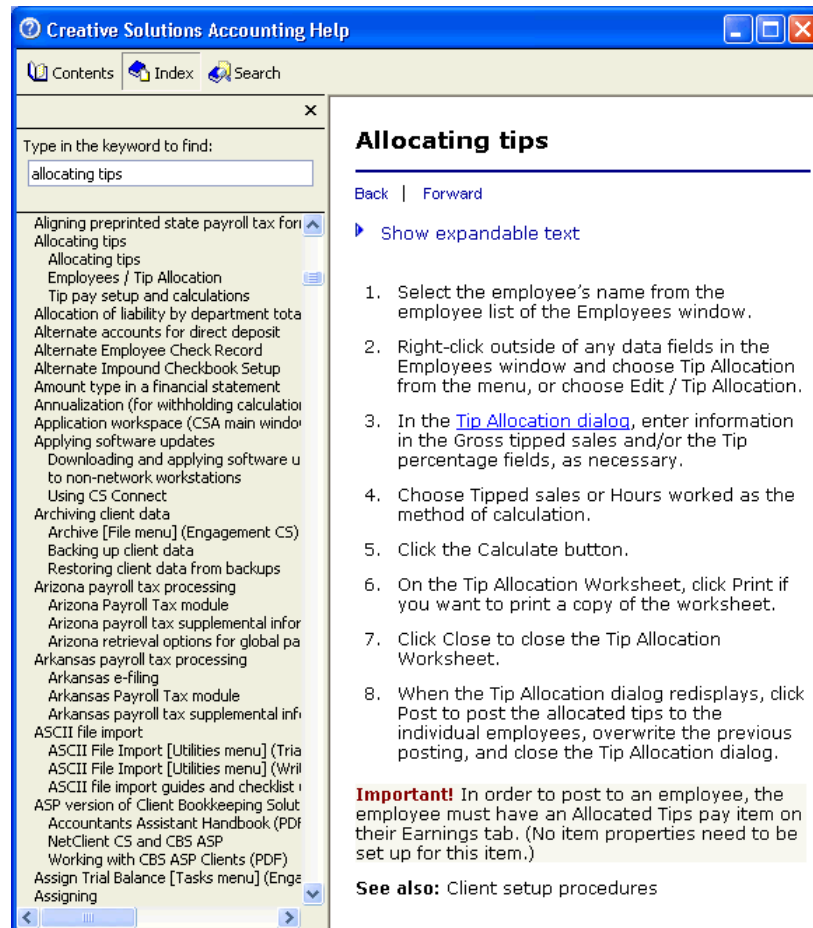 Creative Solutions Accounting Help
Contents Index Search
Type in the keyword to find:
allocating tips
Aligning preprinted state payroll tax
Allocating tips
Allocating tips
Employees / Tip Allocation
Tip pay setup and calculations
Allocation of liability by department
Alternate accounts for direct deposit
Alternate Employee Check Record
Alternate Impound Checkbook Setup
Amount type in a financial statement
Annualization (for withholding
Application workspace (CSA main
Applying software updates
Downloading and applying software
to non-network workstations
Using CS Connect
Archiving client data
Archive [File menu] (Engagement CS)
Backing up client data
Restoring client data from backups
Arizona payroll tax processing
Arizona Payroll Tax module
Arizona payroll tax supplemental
Arizona retrieval options for global
Arkansas payroll tax processing
Arkansas e-filing
Arkansas Payroll Tax module
Arkansas payroll tax supplemental
ASCII file import
ASCII File Import [Utilities menu]
ASCII File Import [Utilities menu]
ASCII file import guides and checklist
ASP version of Client Bookkeeping
Accountants Assistant Handbook
NetClient CS and CBS ASP
Working with CBS ASP Clients (PDF)
Assign Trial Balance [Tasks menu]
Assigning
Allocating tips
Back | Forward
Show expandable text
1. Select the employee's name from the
employee list of the Employees window.
2. Right-click outside of any data fields in the
Employees window and choose Tip Allocation
from the menu, or choose Edit / Tip Allocation.
3. In the Tip Allocation dialog, enter information
in the Gross tipped sales and/or the Tip
percentage fields, as necessary.
4. Choose Tipped sales or Hours worked as the
method of calculation.
5. Click the Calculate button.
6. On the Tip Allocation Worksheet, click Print if
you want to print a copy of the worksheet.
7. Click Close to close the Tip Allocation
Worksheet.
8. When the Tip Allocation dialog redisplays, click
Post to post the allocated tips to the
individual employees, overwrite the previous
posting, and close the Tip Allocation dialog.
Important! In order to post to an employee, the
employee must have an Allocated Tips pay item on
their Earnings tab. (No item properties need to be
set up for this item.)
See also: Client setup procedures